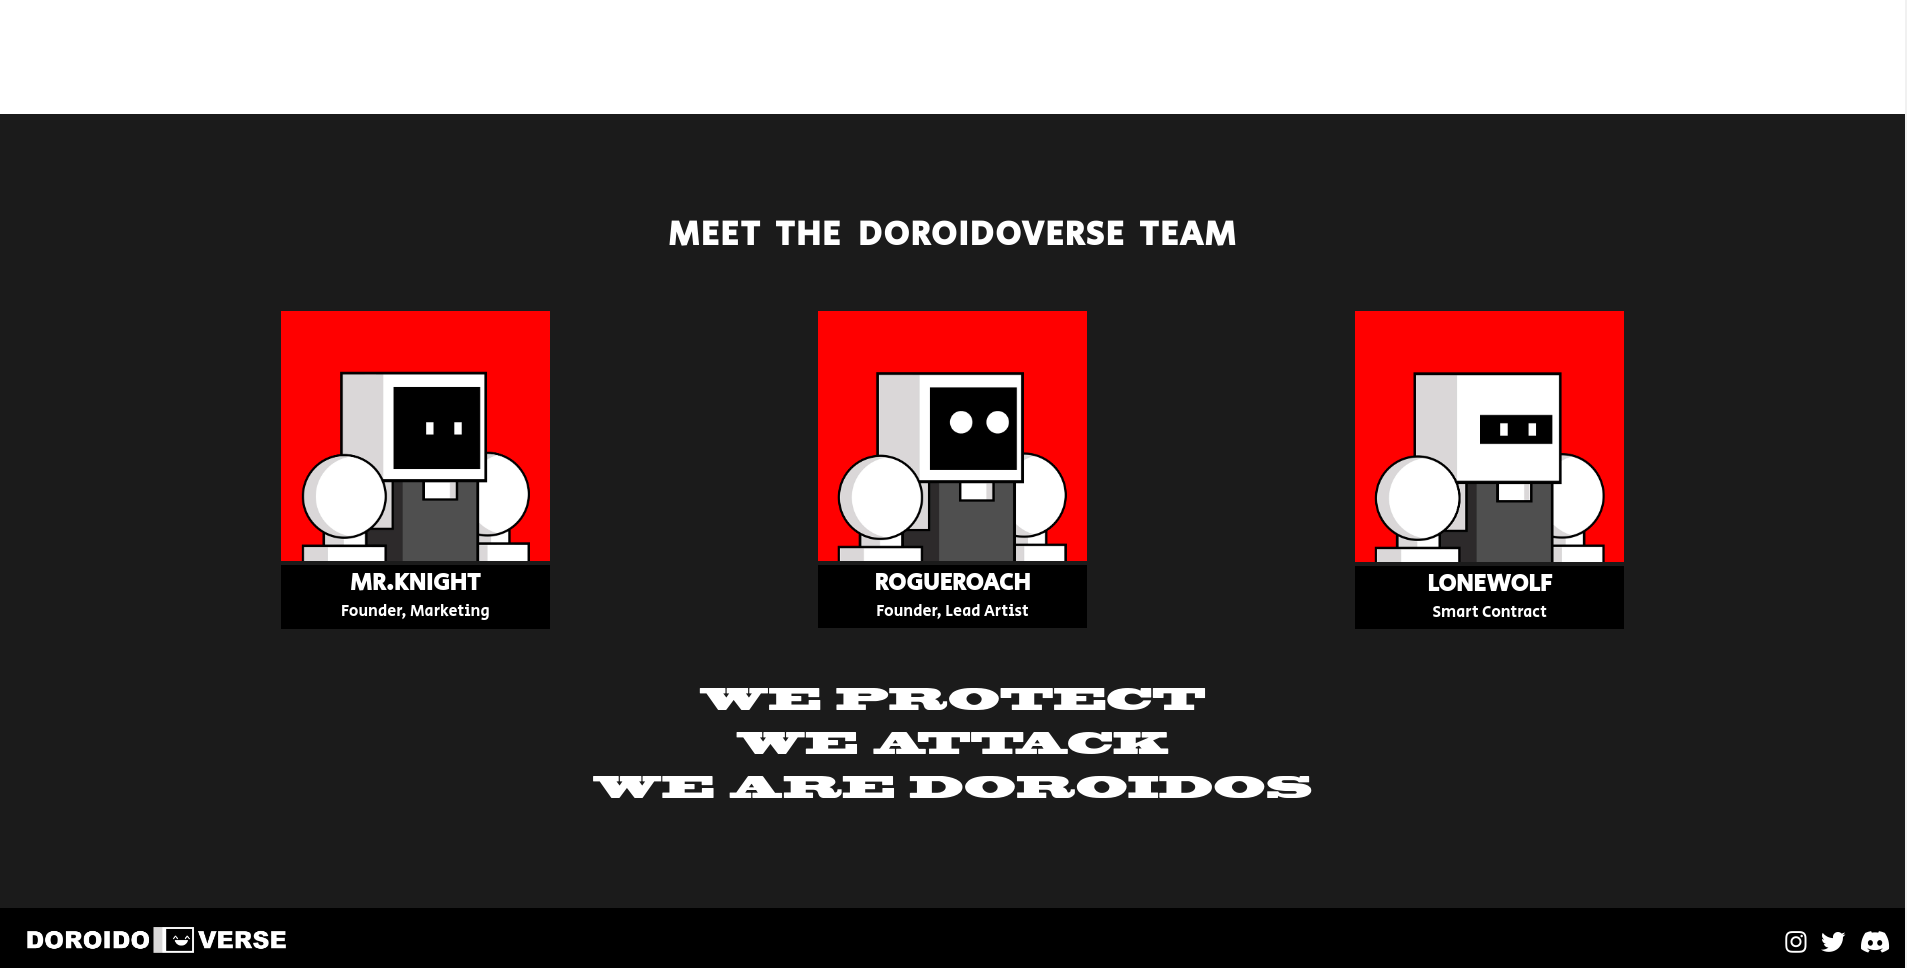 MEET THE DOROIDOVERSE TEAM
MR.KNIGHT
Founder, Marketing
ROGUEROACH
Founder, Lead Artist
LONEWOLF
Smart Contract
WE PROTECT
WE ATTACK
WE ARE DOROIDOS
DOROIDO VERSE